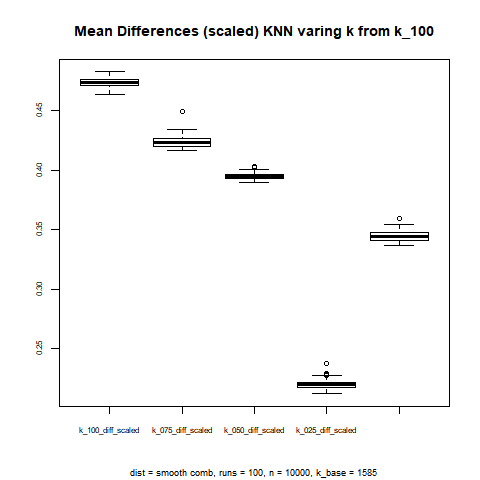 Mean Differences (scaled) KNN varing k from k_100
0.45
0.40
0.35
0.30
0.25
k_100_diff_scaled k_075_diff_scaled k_050_diff_scaled k_025_diff_scaled
dist = smooth comb, runs = 100, n = 10000, k_base = 1585